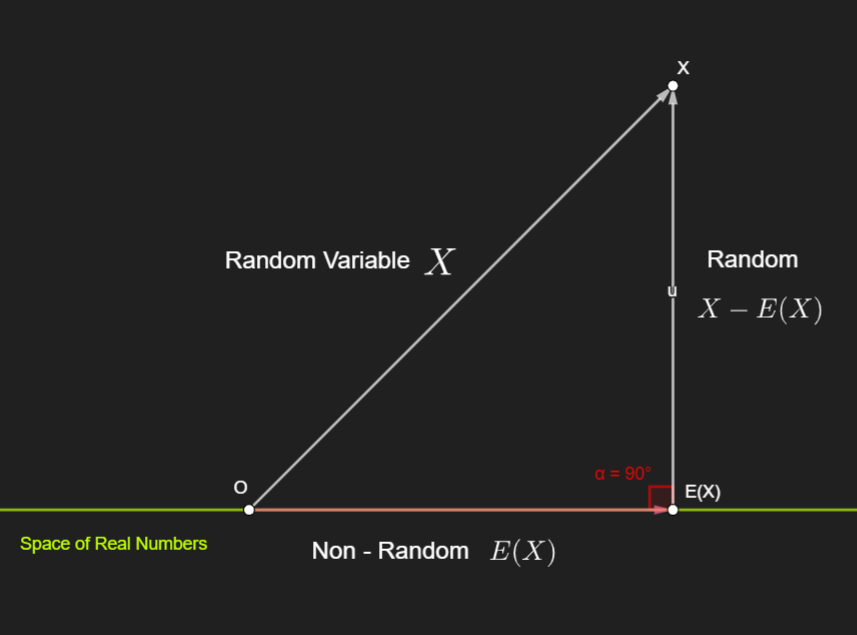 X
Random Variable X
Random
u
X − E(X)
α = 90°
O
E(X)
Space of Real Numbers
Non - Random E(X)